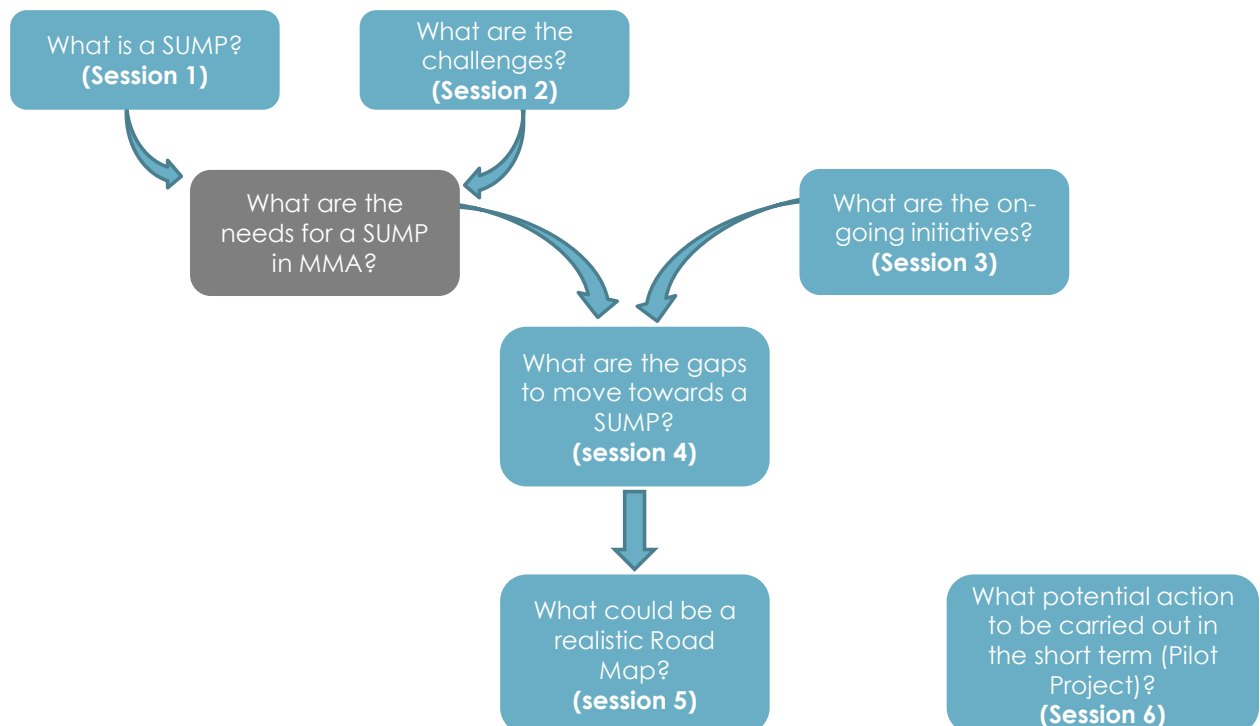 What is a SUMP?
(Session 1)
What are the
challenges?
(Session 2)
What are the
needs for a SUMP
in MMA?
What are the on-
going initiatives?
(Session 3)
What are the gaps
to move towards a
SUMP?
(session 4)
What could be a
realistic Road
Map?
(session 5)
What potential action
to be carried out in
the short term (Pilot
Project)?
(Session 6)